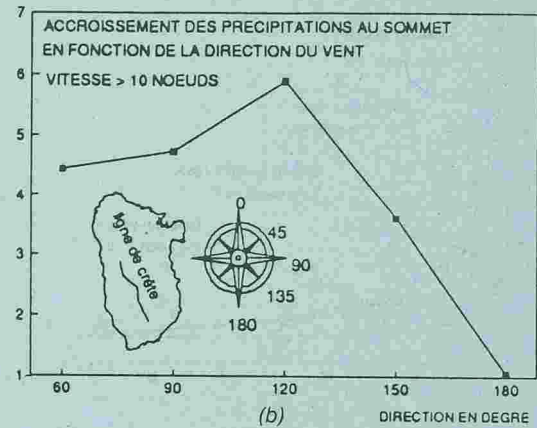 7
ACCROISSEMENT DES PRECIPITATIONS AU SOMMET
EN FONCTION DE LA DIRECTION DU VENT
VITESSE > 10 NOEUDS
6
5
4
3
2
1
ligne de crête
0
45
90
135
180
60 90 120 150 180
(b)
DIRECTION EN DEGRE